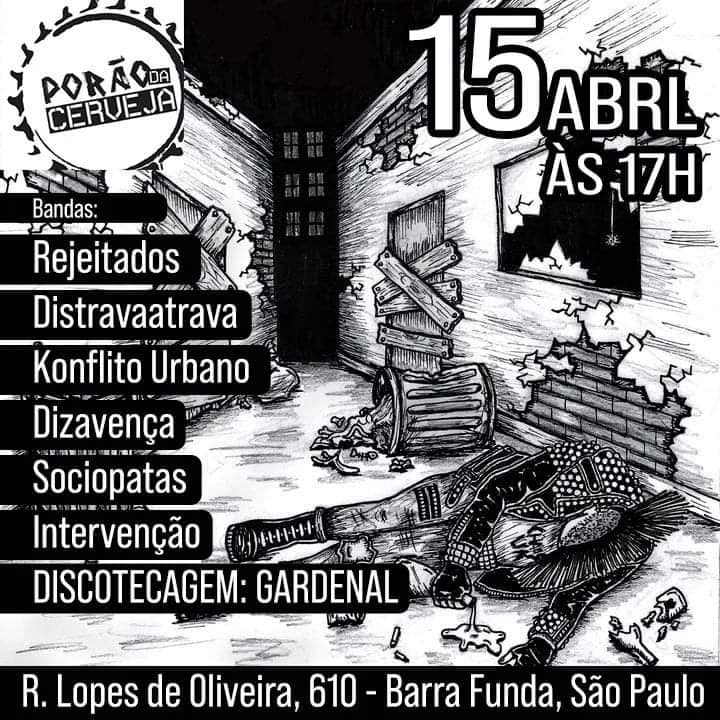 PORÃO DA
CERVEJA
15 ABRL
ÀS 17H
Bandas:
Rejeitados
Distravaatrava
Konflito Urbano
Dizavença
Sociopatas
Intervenção
DISCOTECAGEM: GARDENAL
R. Lopes de Oliveira, 610 - Barra Funda, São Paulo